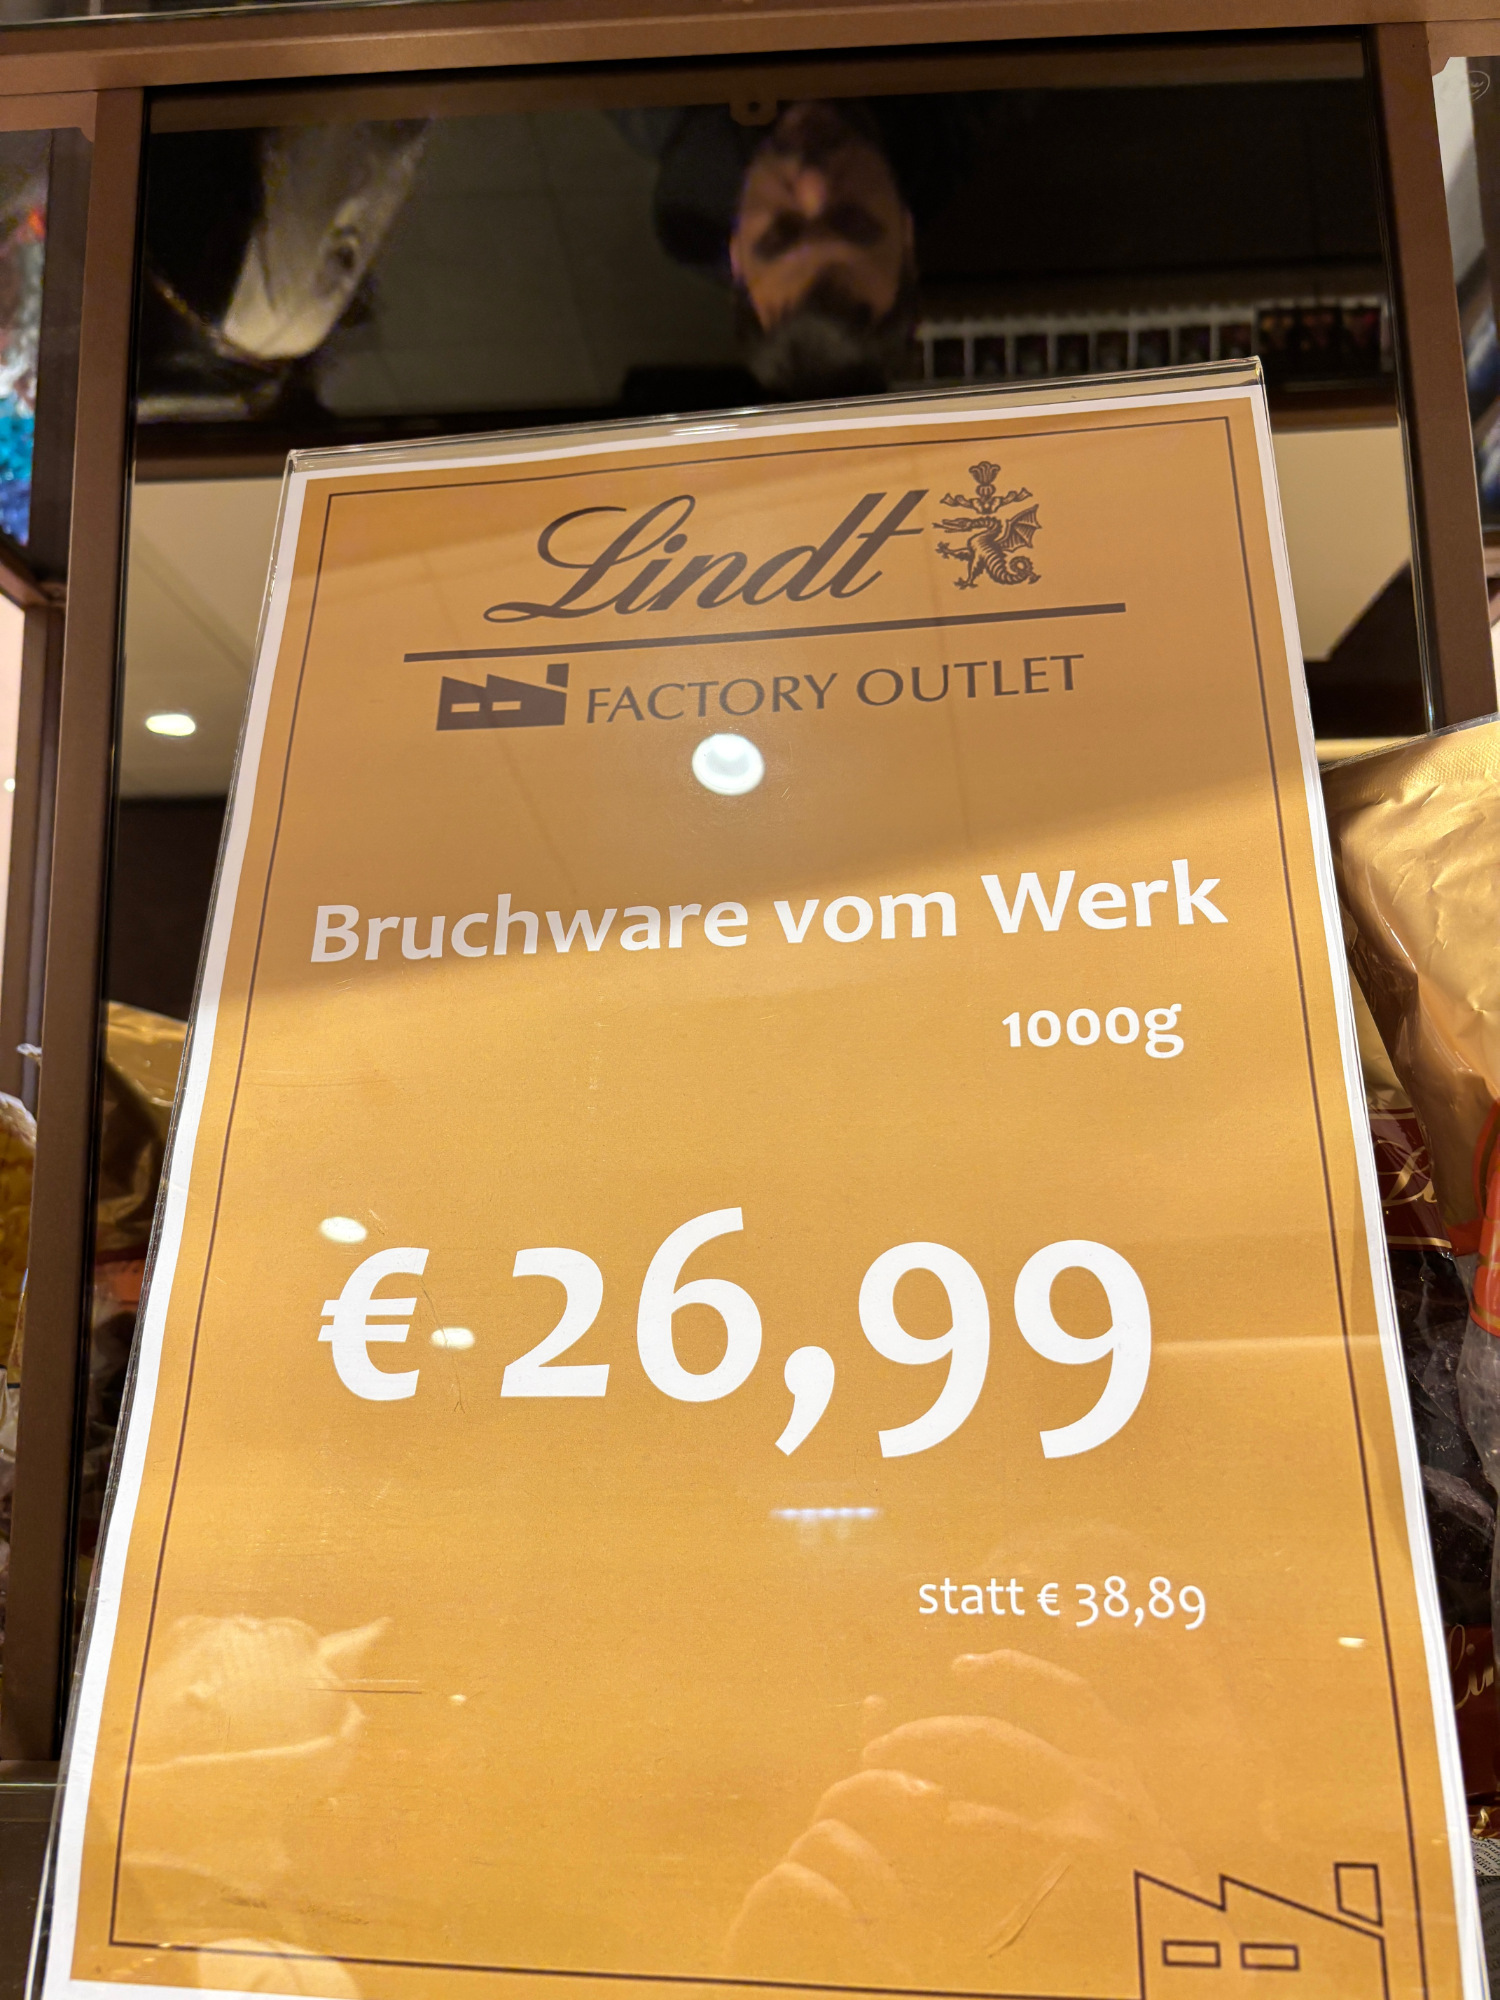 Lindt
FACTORY OUTLET
Bruchware vom Werk
1000g
€ 26,99
statt € 38,89